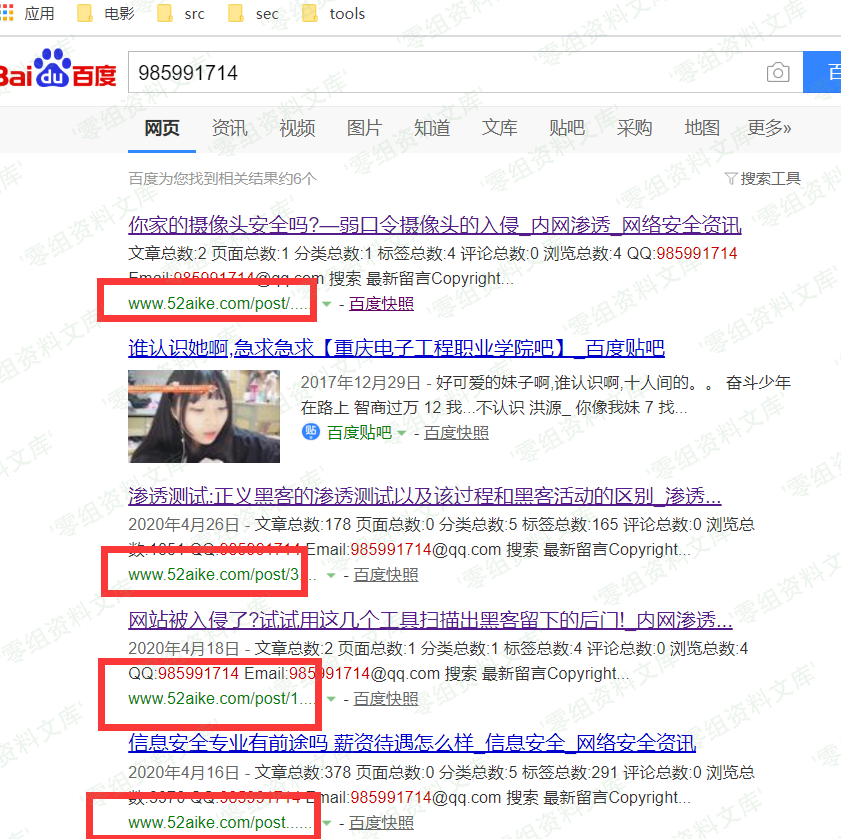 应用 电影 src sec tools
Bai du 百度 985991714 百
网页 资讯 视频 图片 知道 文库 贴吧 采购 地图 更多»
百度为您找到相关结果约6个 搜索工具
你家的摄像头安全吗?—弱口令摄像头的入侵_内网渗透_网络安全资讯
文章总数:2 页面总数:1 分类总数:1 标签总数:4 评论总数:0 浏览总数:4 QQ:985991714
Email:985991714@qq.com 搜索 最新留言Copyright...
www.52aike.com/post/.... - 百度快照
谁认识她啊,急求急求【重庆电子工程职业学院吧】_百度贴吧
2017年12月29日 - 好可爱的妹子啊,谁认识啊,十人间的。。 奋斗少年
在路上 智商过万 12 我...不认识 洪源_ 你像我妹 7 找...
贴 百度贴吧 - 百度快照
渗透测试:正义黑客的渗透测试以及该过程和黑客活动的区别_渗透...
2020年4月26日 - 文章总数:178 页面总数:0 分类总数:5 标签总数:165 评论总数:0 浏览总
数:1051 QQ:985991714 Email:985991714@qq.com 搜索 最新留言Copyright...
www.52aike.com/post/3... - 百度快照
网站被入侵了?试试用这几个工具扫描出黑客留下的后门!_内网渗透...
2020年4月18日 - 文章总数:2 页面总数:1 分类总数:1 标签总数:4 评论总数:0 浏览总数:4
QQ:985991714 Email:985991714@qq.com 搜索 最新留言Copyright...
www.52aike.com/post/1.... - 百度快照
信息安全专业有前途吗 薪资待遇怎么样_信息安全_网络安全资讯
2020年4月16日 - 文章总数:378 页面总数:0 分类总数:5 标签总数:291 评论总数:0 浏览总
QQ:985991714 Email:985991714@qq.com 搜索 最新留言Copyright...
www.52aike.com/post...... - 百度快照
零组资料文库